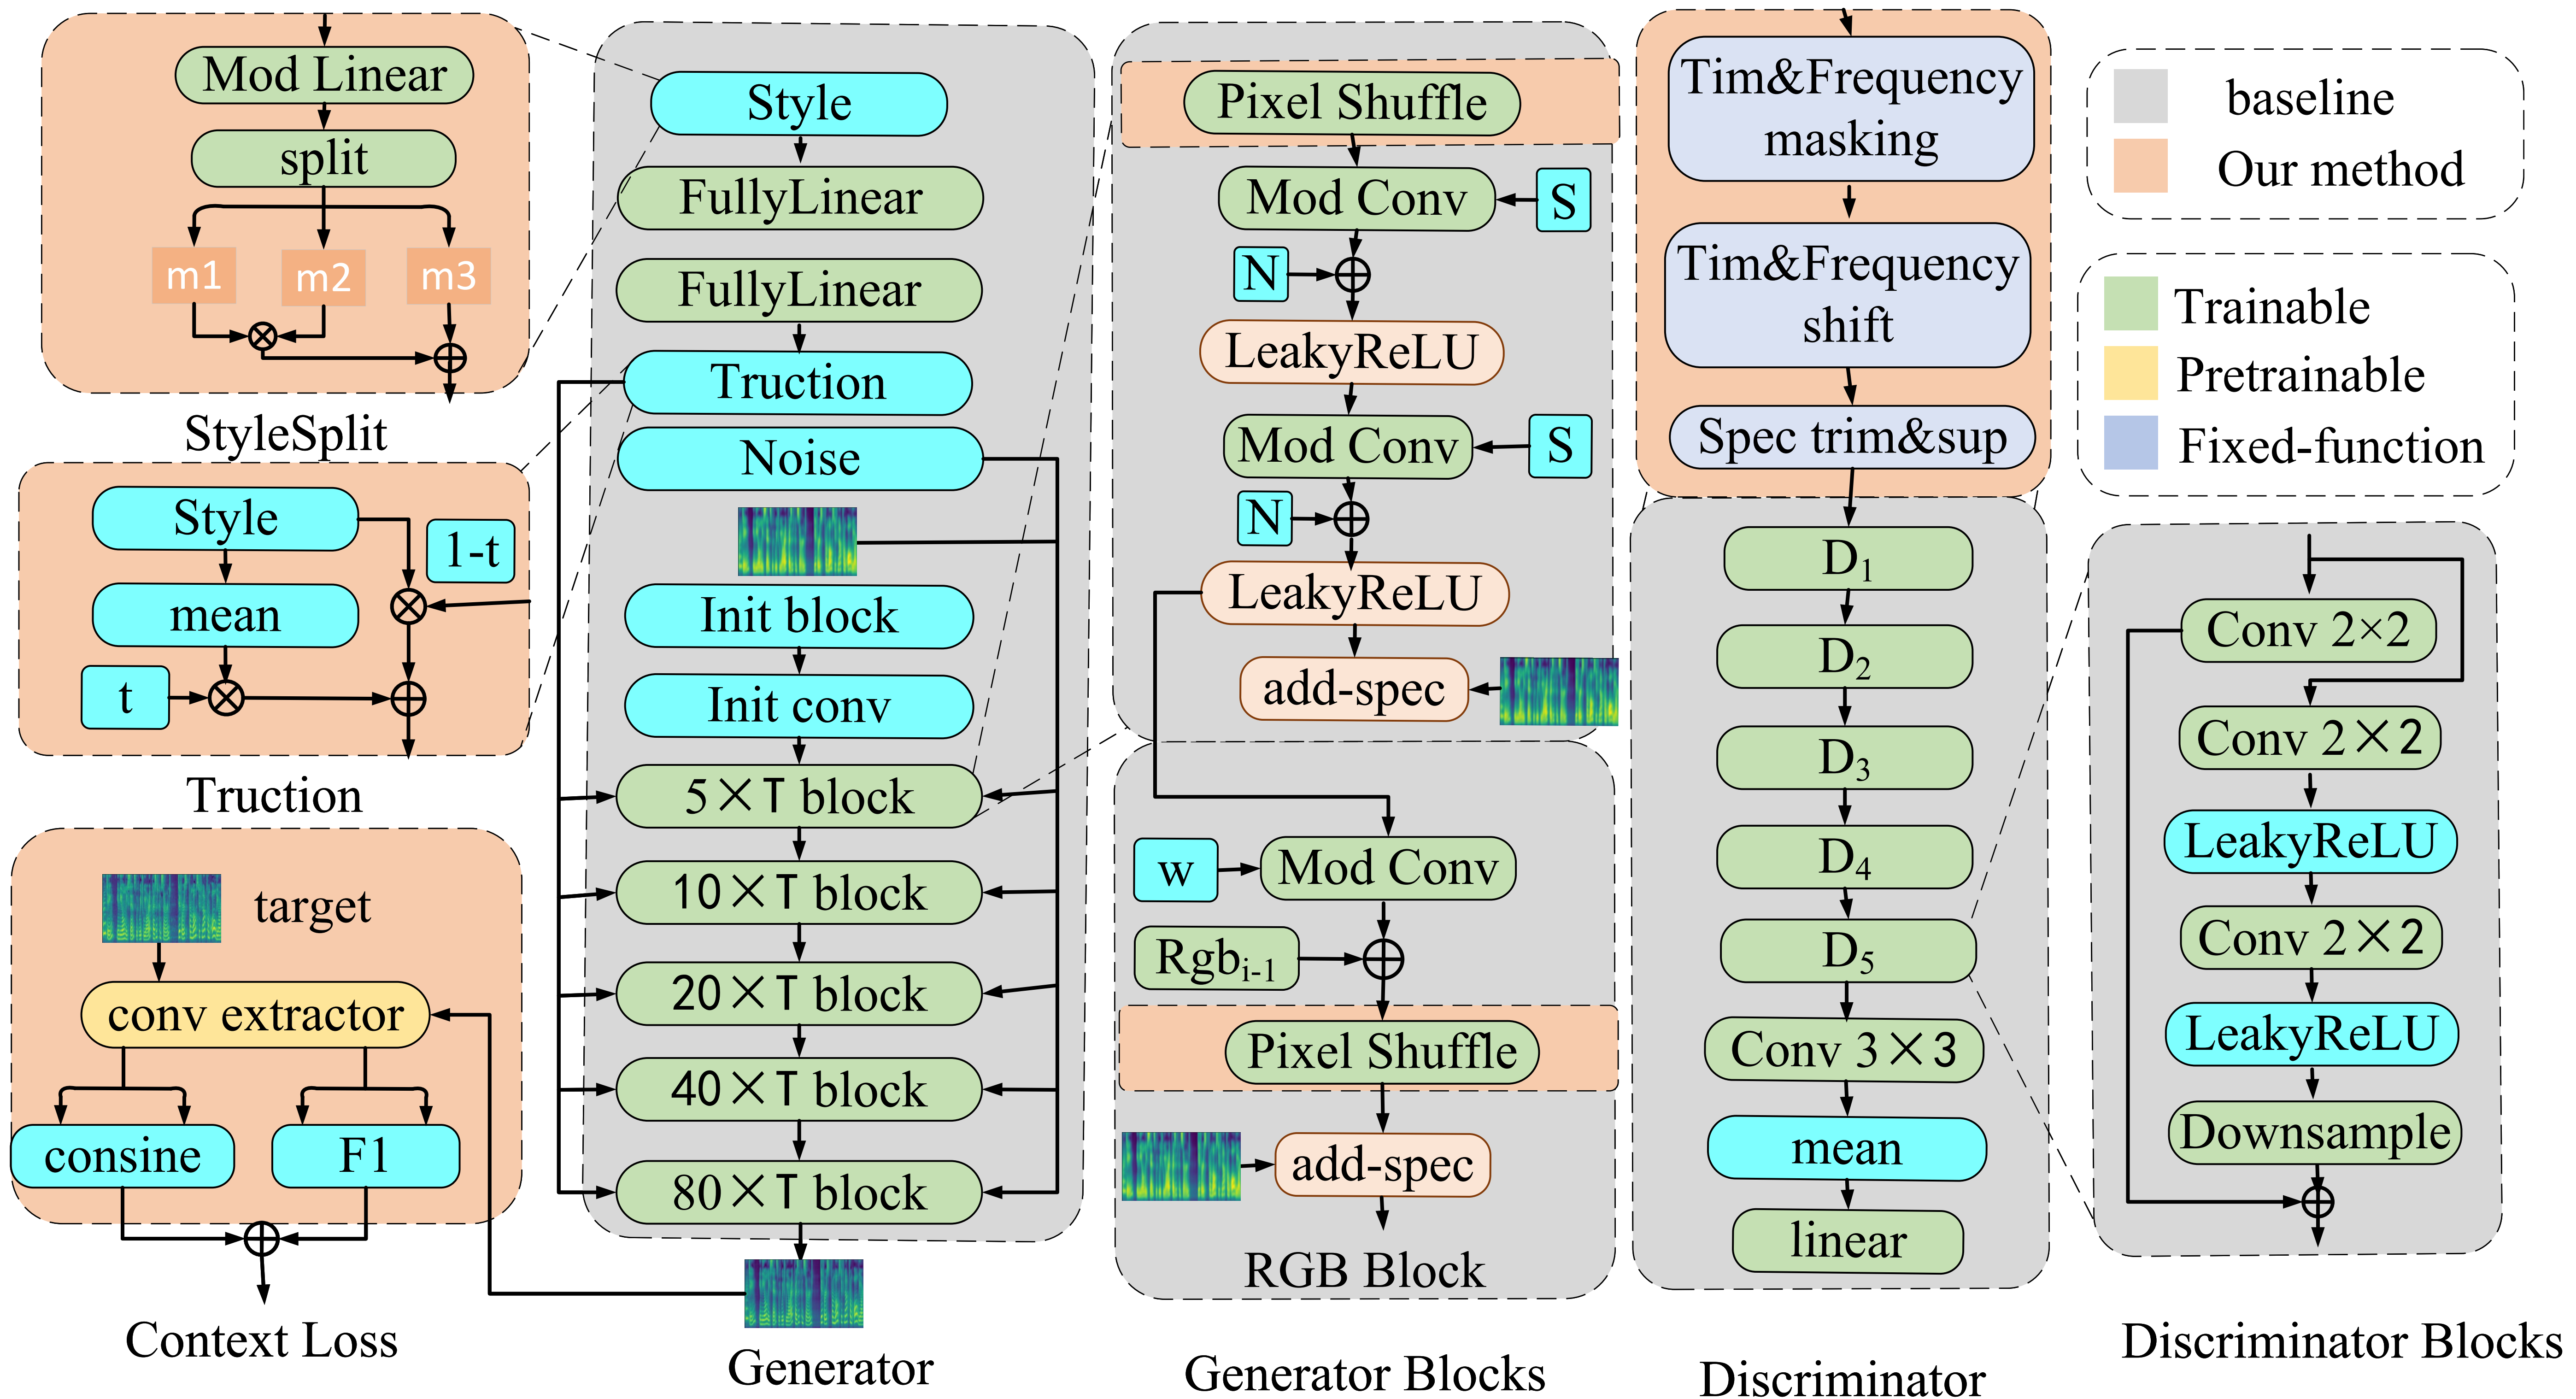 Mod Linear
split
m1
m2
m3
StyleSplit
Style
1-t
mean
t
Truction
target
conv extractor
consine
F1
Context Loss
Style
FullyLinear
FullyLinear
Truction
Noise
Init block
Init conv
5×T block
10×T block
20×T block
40×T block
80×T block
Generator
Pixel Shuffle
Mod Conv
S
N
LeakyReLU
Mod Conv
S
N
LeakyReLU
add-spec
w
Mod Conv
Rgbi-1
Pixel Shuffle
add-spec
RGB Block
Generator Blocks
Tim&Frequency
masking
Tim&Frequency
shift
Spec trim&sup
D1
D2
D3
D4
D5
Conv 3×3
mean
linear
Discriminator
baseline
Our method
Trainable
Pretrainable
Fixed-function
Conv 2×2
Conv 2×2
LeakyReLU
Conv 2×2
LeakyReLU
Downsample
Discriminator Blocks